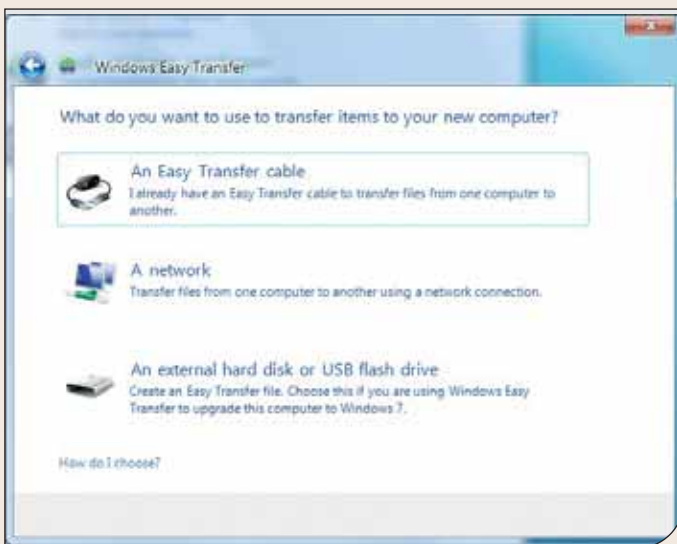 Windows Easy Transfer
What do you want to use to transfer items to your new computer?
An Easy Transfer cable
I already have an Easy Transfer cable to transfer files from one computer to
another.
A network
Transfer files from one computer to another using a network connection.
An external hard disk or USB flash drive
Create an Easy Transfer file. Choose this if you are using Windows Easy
Transfer to upgrade this computer to Windows 7.
How do I choose?